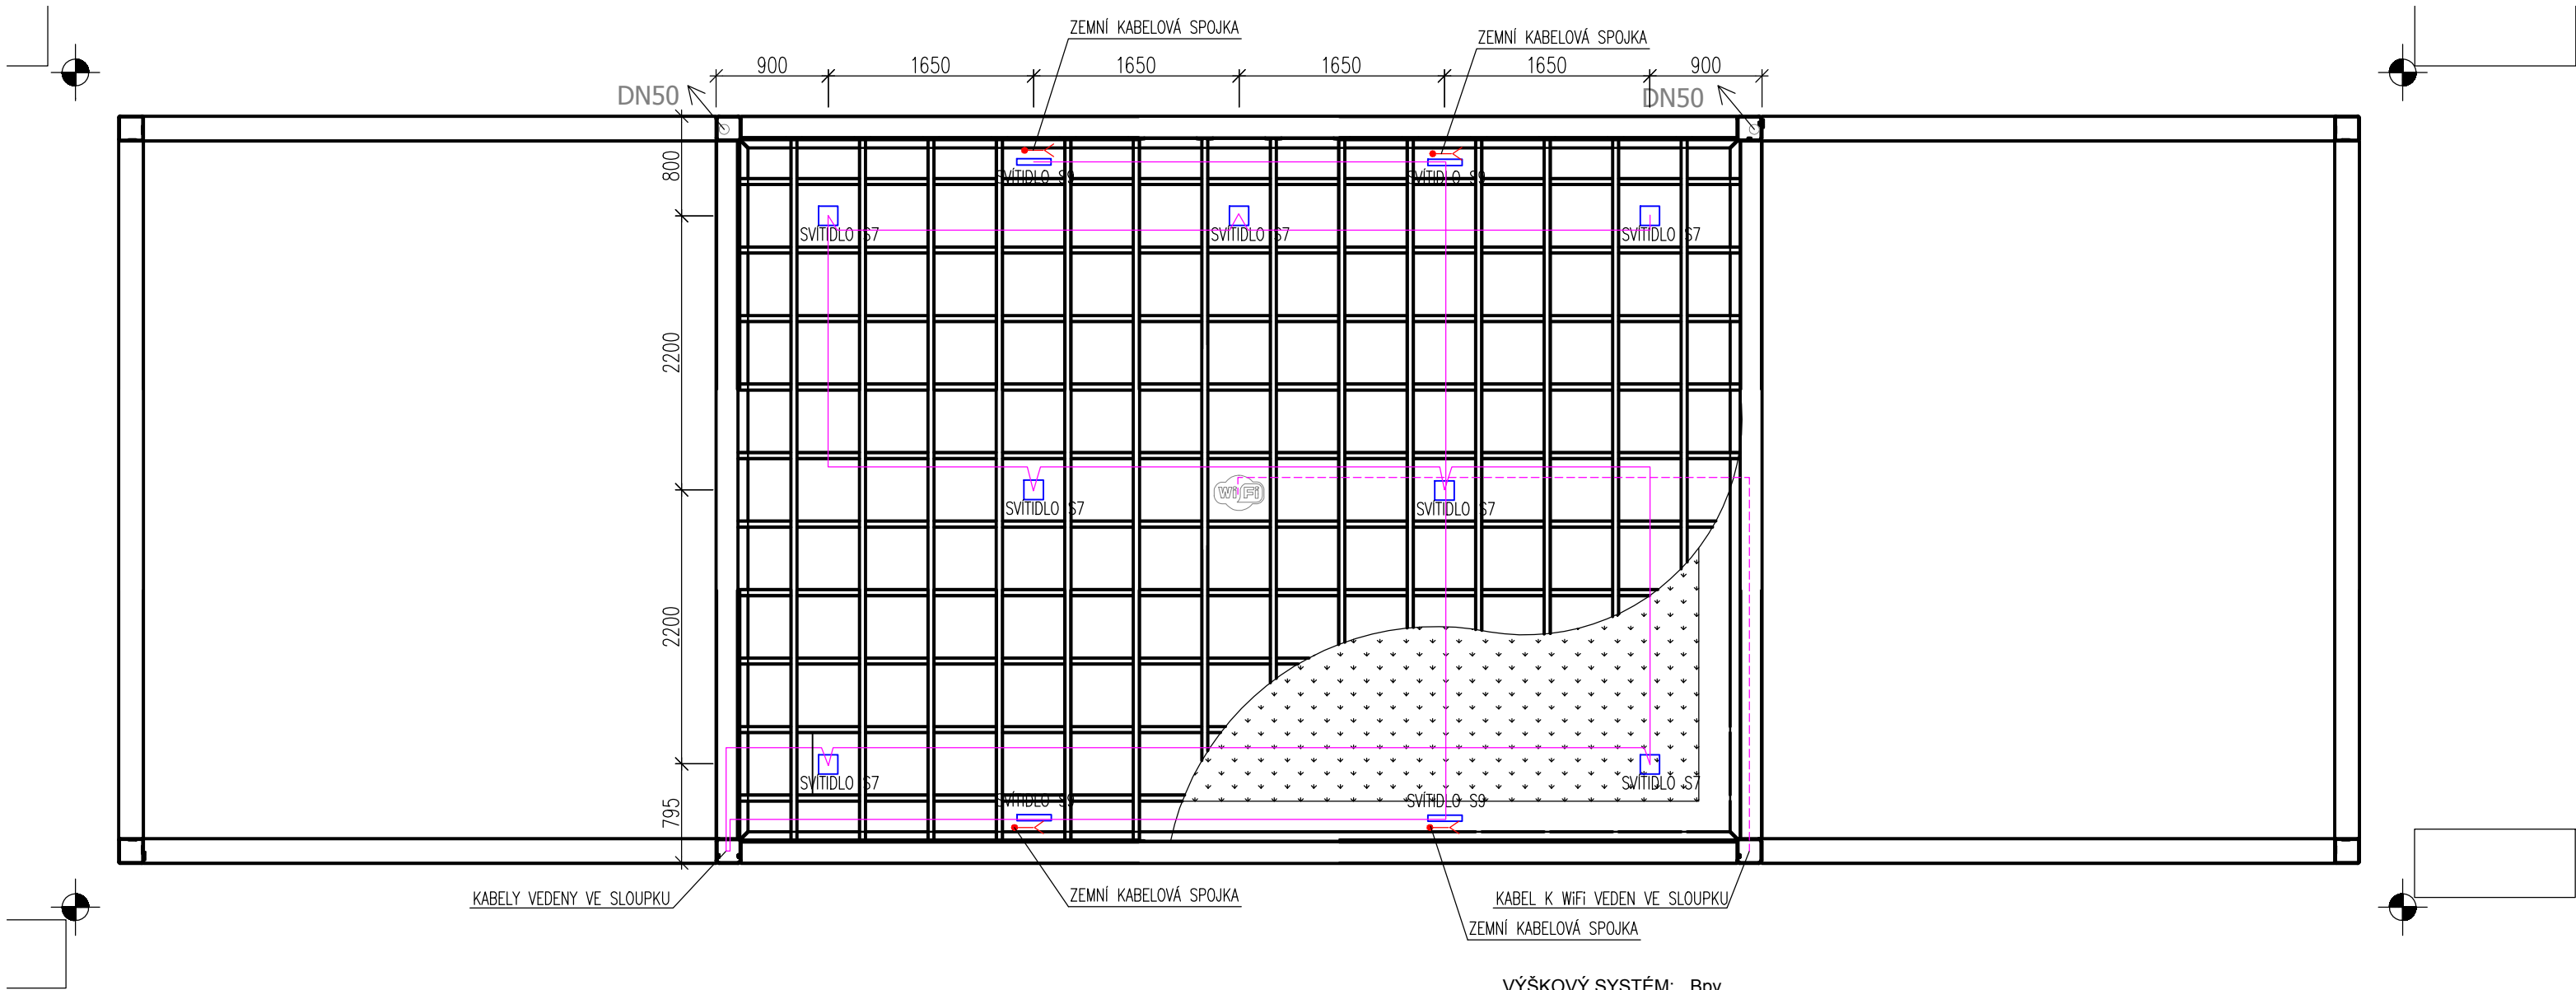 ZEMNÍ KABELOVÁ SPOJKA
ZEMNÍ KABELOVÁ SPOJKA
900 1650 1650 1650 1650 900
DN50 DN50
800
SVÍTIDLO S9 SVÍTIDLO S9
SVÍTIDLO S7 SVÍTIDLO S7 SVÍTIDLO S7
2200
WiFi
SVÍTIDLO S7 SVÍTIDLO S7
2200
SVÍTIDLO S7 SVÍTIDLO S7
795
SVÍTIDLO S9 SVÍTIDLO S9
KABELY VEDENY VE SLOUPKU ZEMNÍ KABELOVÁ SPOJKA KABEL K WiFi VEDEN VE SLOUPKU
ZEMNÍ KABELOVÁ SPOJKA
VÝŠKOVÝ SYSTÉM: Bpv